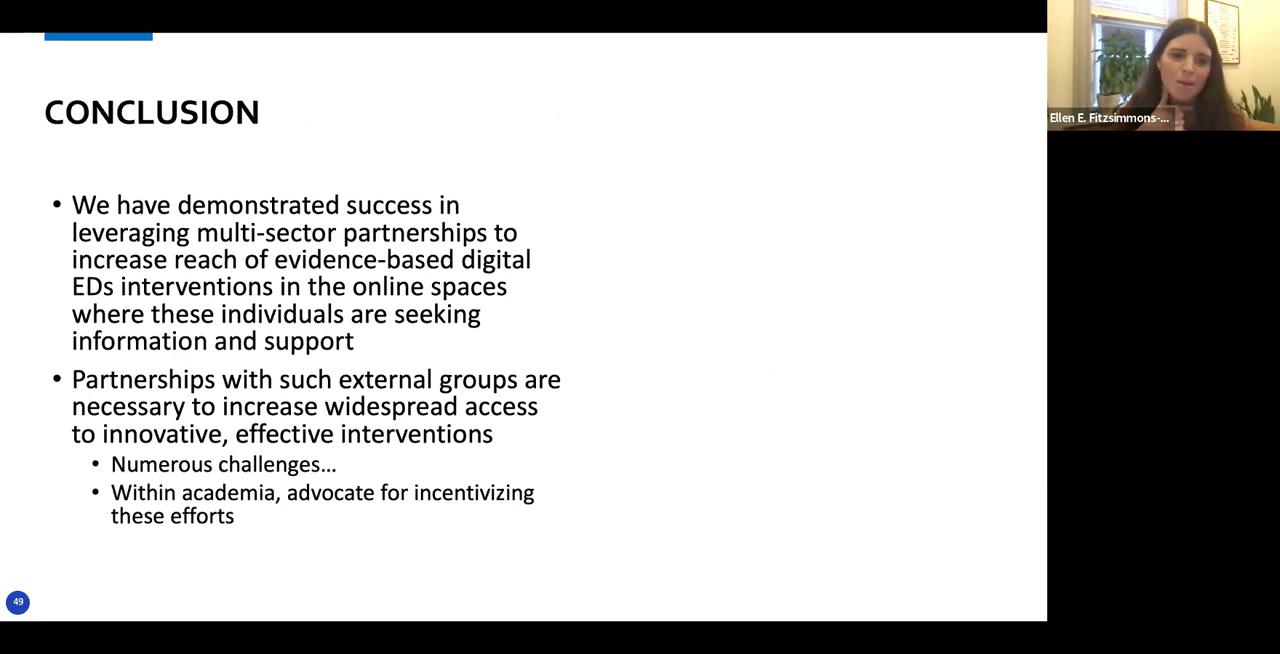 CONCLUSION
• We have demonstrated success in
leveraging multi-sector partnerships to
increase reach of evidence-based digital
EDs interventions in the online spaces
where these individuals are seeking
information and support
• Partnerships with such external groups are
necessary to increase widespread access
to innovative, effective interventions
• Numerous challenges...
• Within academia, advocate for incentivizing
these efforts
49
Ellen E. Fitzsimmons-...